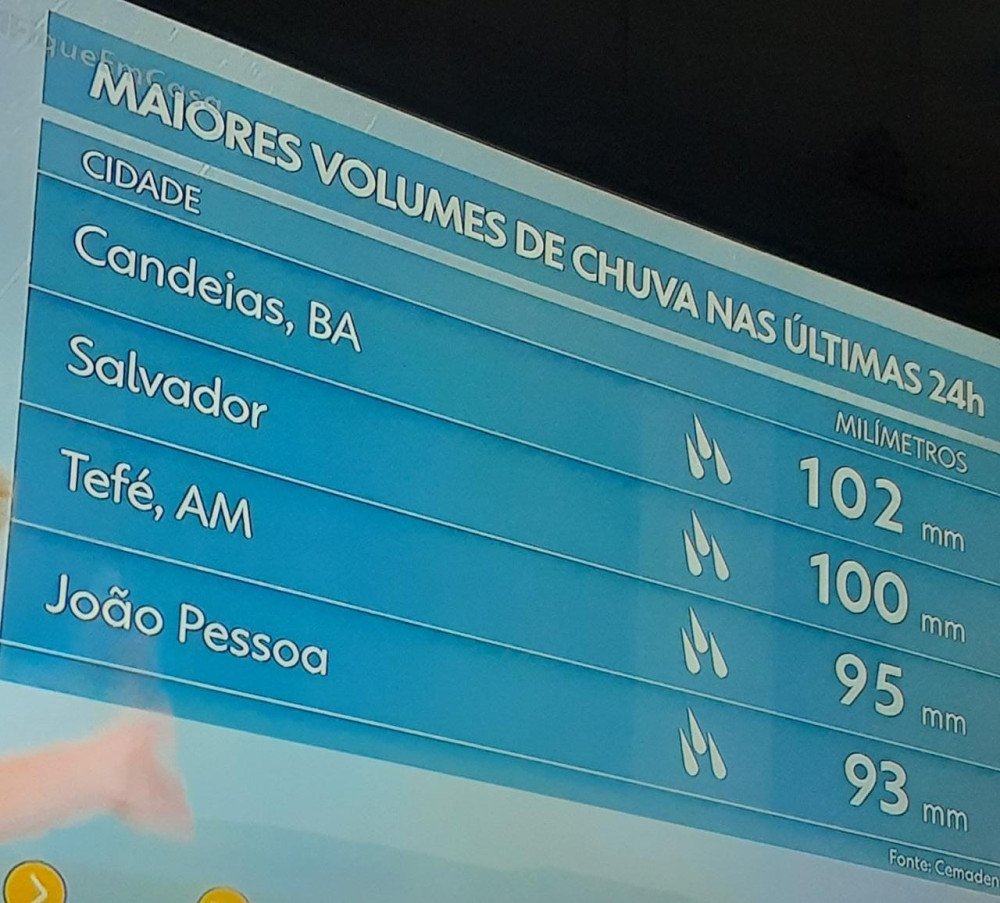 #FiqueEmCasa
MAIORES VOLUMES DE CHUVA NAS ÚLTIMAS 24h
CIDADE MILÍMETROS
Candeias, BA 102 mm
Salvador 100 mm
Tefé, AM 95 mm
João Pessoa 93 mm
Fonte: Cemaden